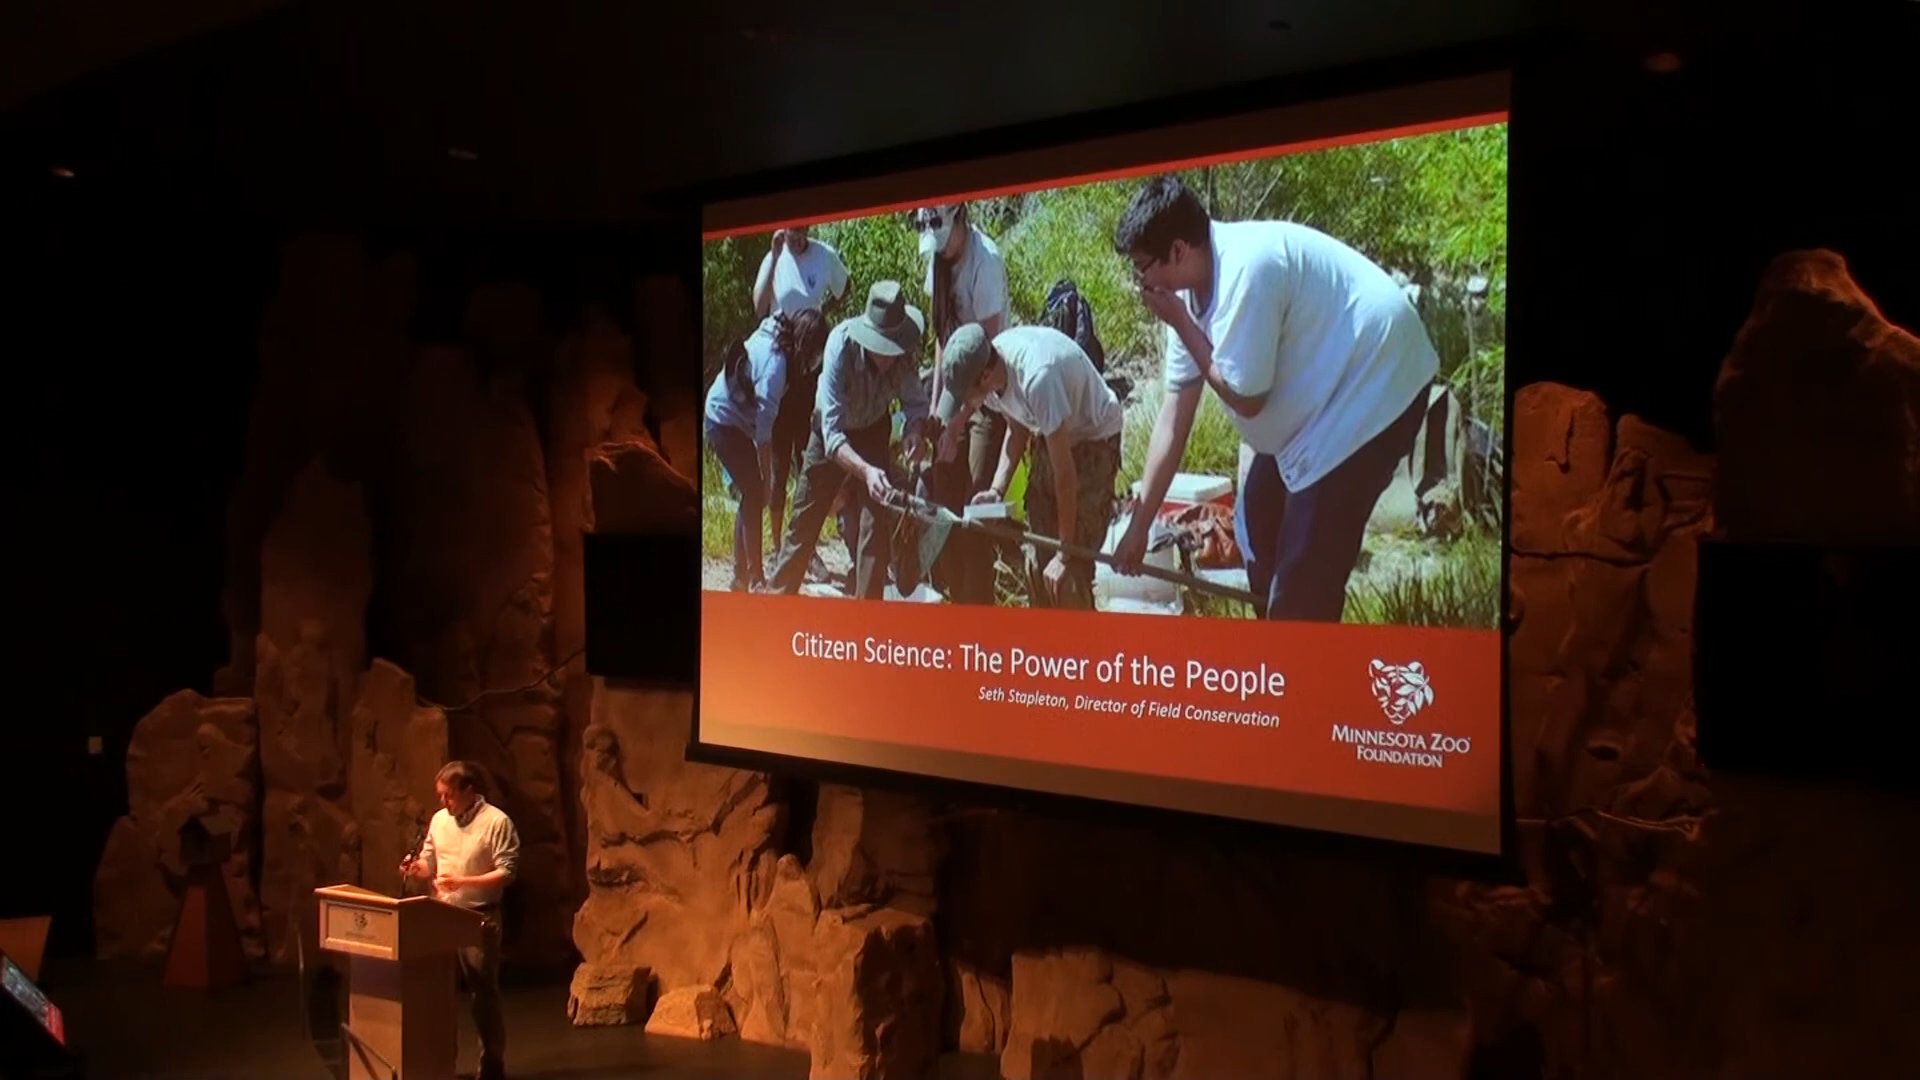 Citizen Science: The Power of the People
Seth Stapleton, Director of Field Conservation
MINNESOTA ZOO
FOUNDATION